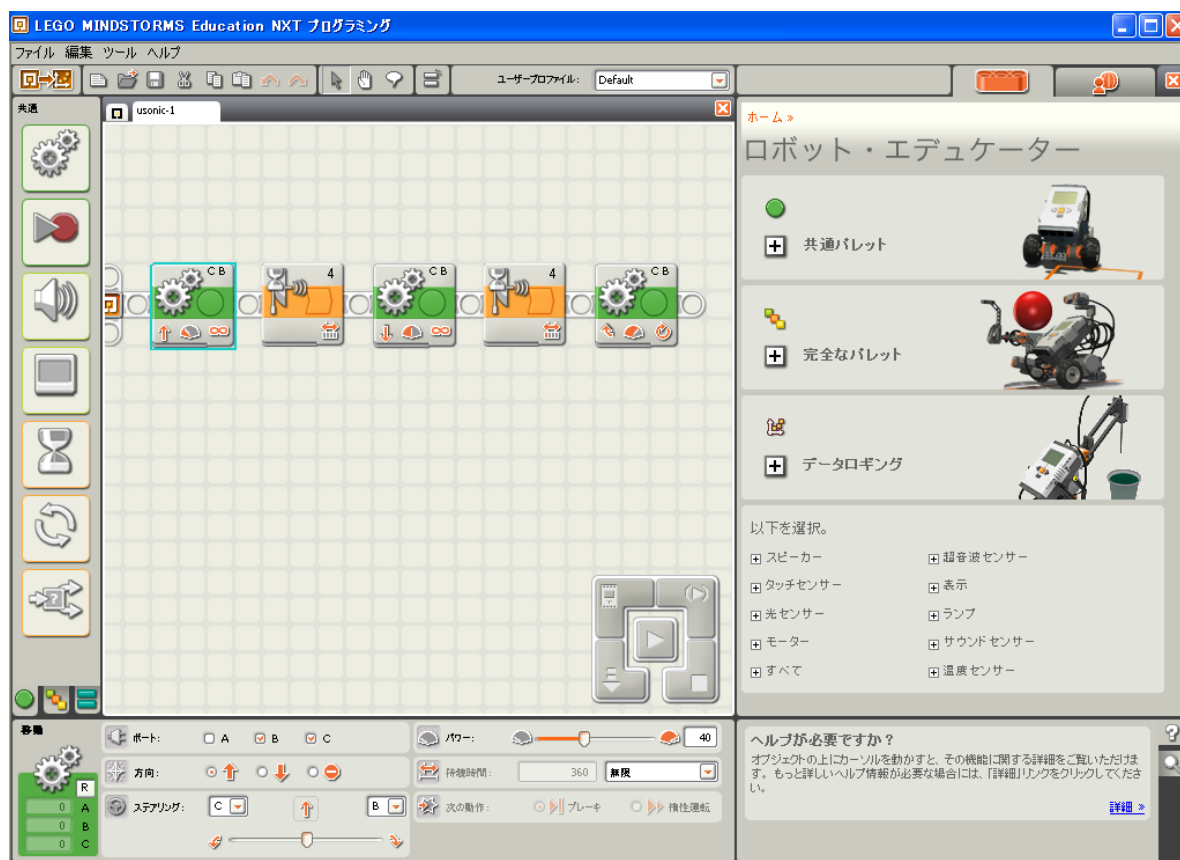 LEGO MINDSTORMS Education NXT プログラミング
ファイル 編集 ツール ヘルプ
ユーザープロファイル: Default
共通
usonic-1
C B
4
C B
4
C B
ホーム »
ロボット・エデュケーター
共通パレット
完全なパレット
データロギング
以下を選択。
スピーカー
超音波センサー
タッチセンサー
表示
光センサー
ランプ
モーター
サウンドセンサー
すべて
温度センサー
移動
R
0 A
0 B
0 C
ポート: A B C
方向:
ステアリング: C B
パワー: 40
待機時間: 360 無限
次の動作: ブレーキ 惰性運転
ヘルプが必要ですか?
オブジェクトの上にカーソルを動かすと、その機能に関する詳細をご覧いただけま
す。もっと詳しいヘルプ情報が必要な場合には、「詳細」リンクをクリックしてくださ
い。
詳細 »